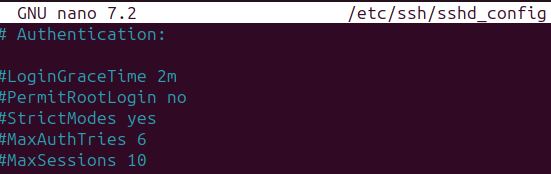 GNU nano 7.2 /etc/ssh/sshd_config
# Authentication:
#LoginGraceTime 2m
#PermitRootLogin no
#StrictModes yes
#MaxAuthTries 6
#MaxSessions 10